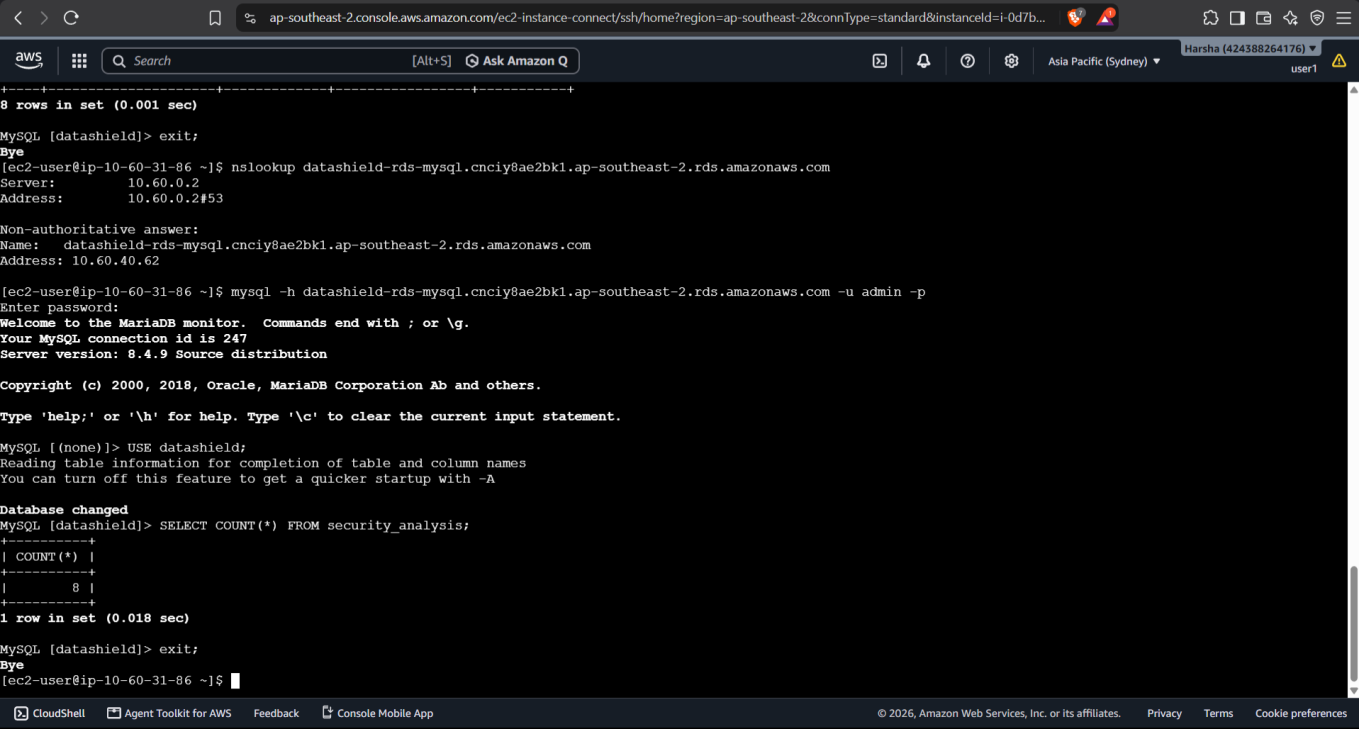 ap-southeast-2.console.aws.amazon.com/ec2-instance-connect/ssh/home?region=ap-southeast-2&connType=standard&instanceId=i-0d7b...
7
1
aws
Search
[Alt+S]
Ask Amazon Q
Asia Pacific (Sydney) ▼
Harsha (424388264176) ▼
user1
+----+---------------------+-------------+-----------------+-----------+
8 rows in set (0.001 sec)
MySQL [datashield]> exit;
Bye
[ec2-user@ip-10-60-31-86 ~]$ nslookup datashield-rds-mysql.cnciy8ae2bk1.ap-southeast-2.rds.amazonaws.com
Server:         10.60.0.2
Address:        10.60.0.2#53
Non-authoritative answer:
Name:   datashield-rds-mysql.cnciy8ae2bk1.ap-southeast-2.rds.amazonaws.com
Address: 10.60.40.62
[ec2-user@ip-10-60-31-86 ~]$ mysql -h datashield-rds-mysql.cnciy8ae2bk1.ap-southeast-2.rds.amazonaws.com -u admin -p
Enter password:
Welcome to the MariaDB monitor.  Commands end with ; or \g.
Your MySQL connection id is 247
Server version: 8.4.9 Source distribution
Copyright (c) 2000, 2018, Oracle, MariaDB Corporation Ab and others.
Type 'help;' or '\h' for help. Type '\c' to clear the current input statement.
MySQL [(none)]> USE datashield;
Reading table information for completion of table and column names
You can turn off this feature to get a quicker startup with -A
Database changed
MySQL [datashield]> SELECT COUNT(*) FROM security_analysis;
+----------+
| COUNT(*) |
+----------+
|        8 |
+----------+
1 row in set (0.018 sec)
MySQL [datashield]> exit;
Bye
[ec2-user@ip-10-60-31-86 ~]$
CloudShell
Agent Toolkit for AWS
Feedback
Console Mobile App
© 2026, Amazon Web Services, Inc. or its affiliates.
Privacy
Terms
Cookie preferences